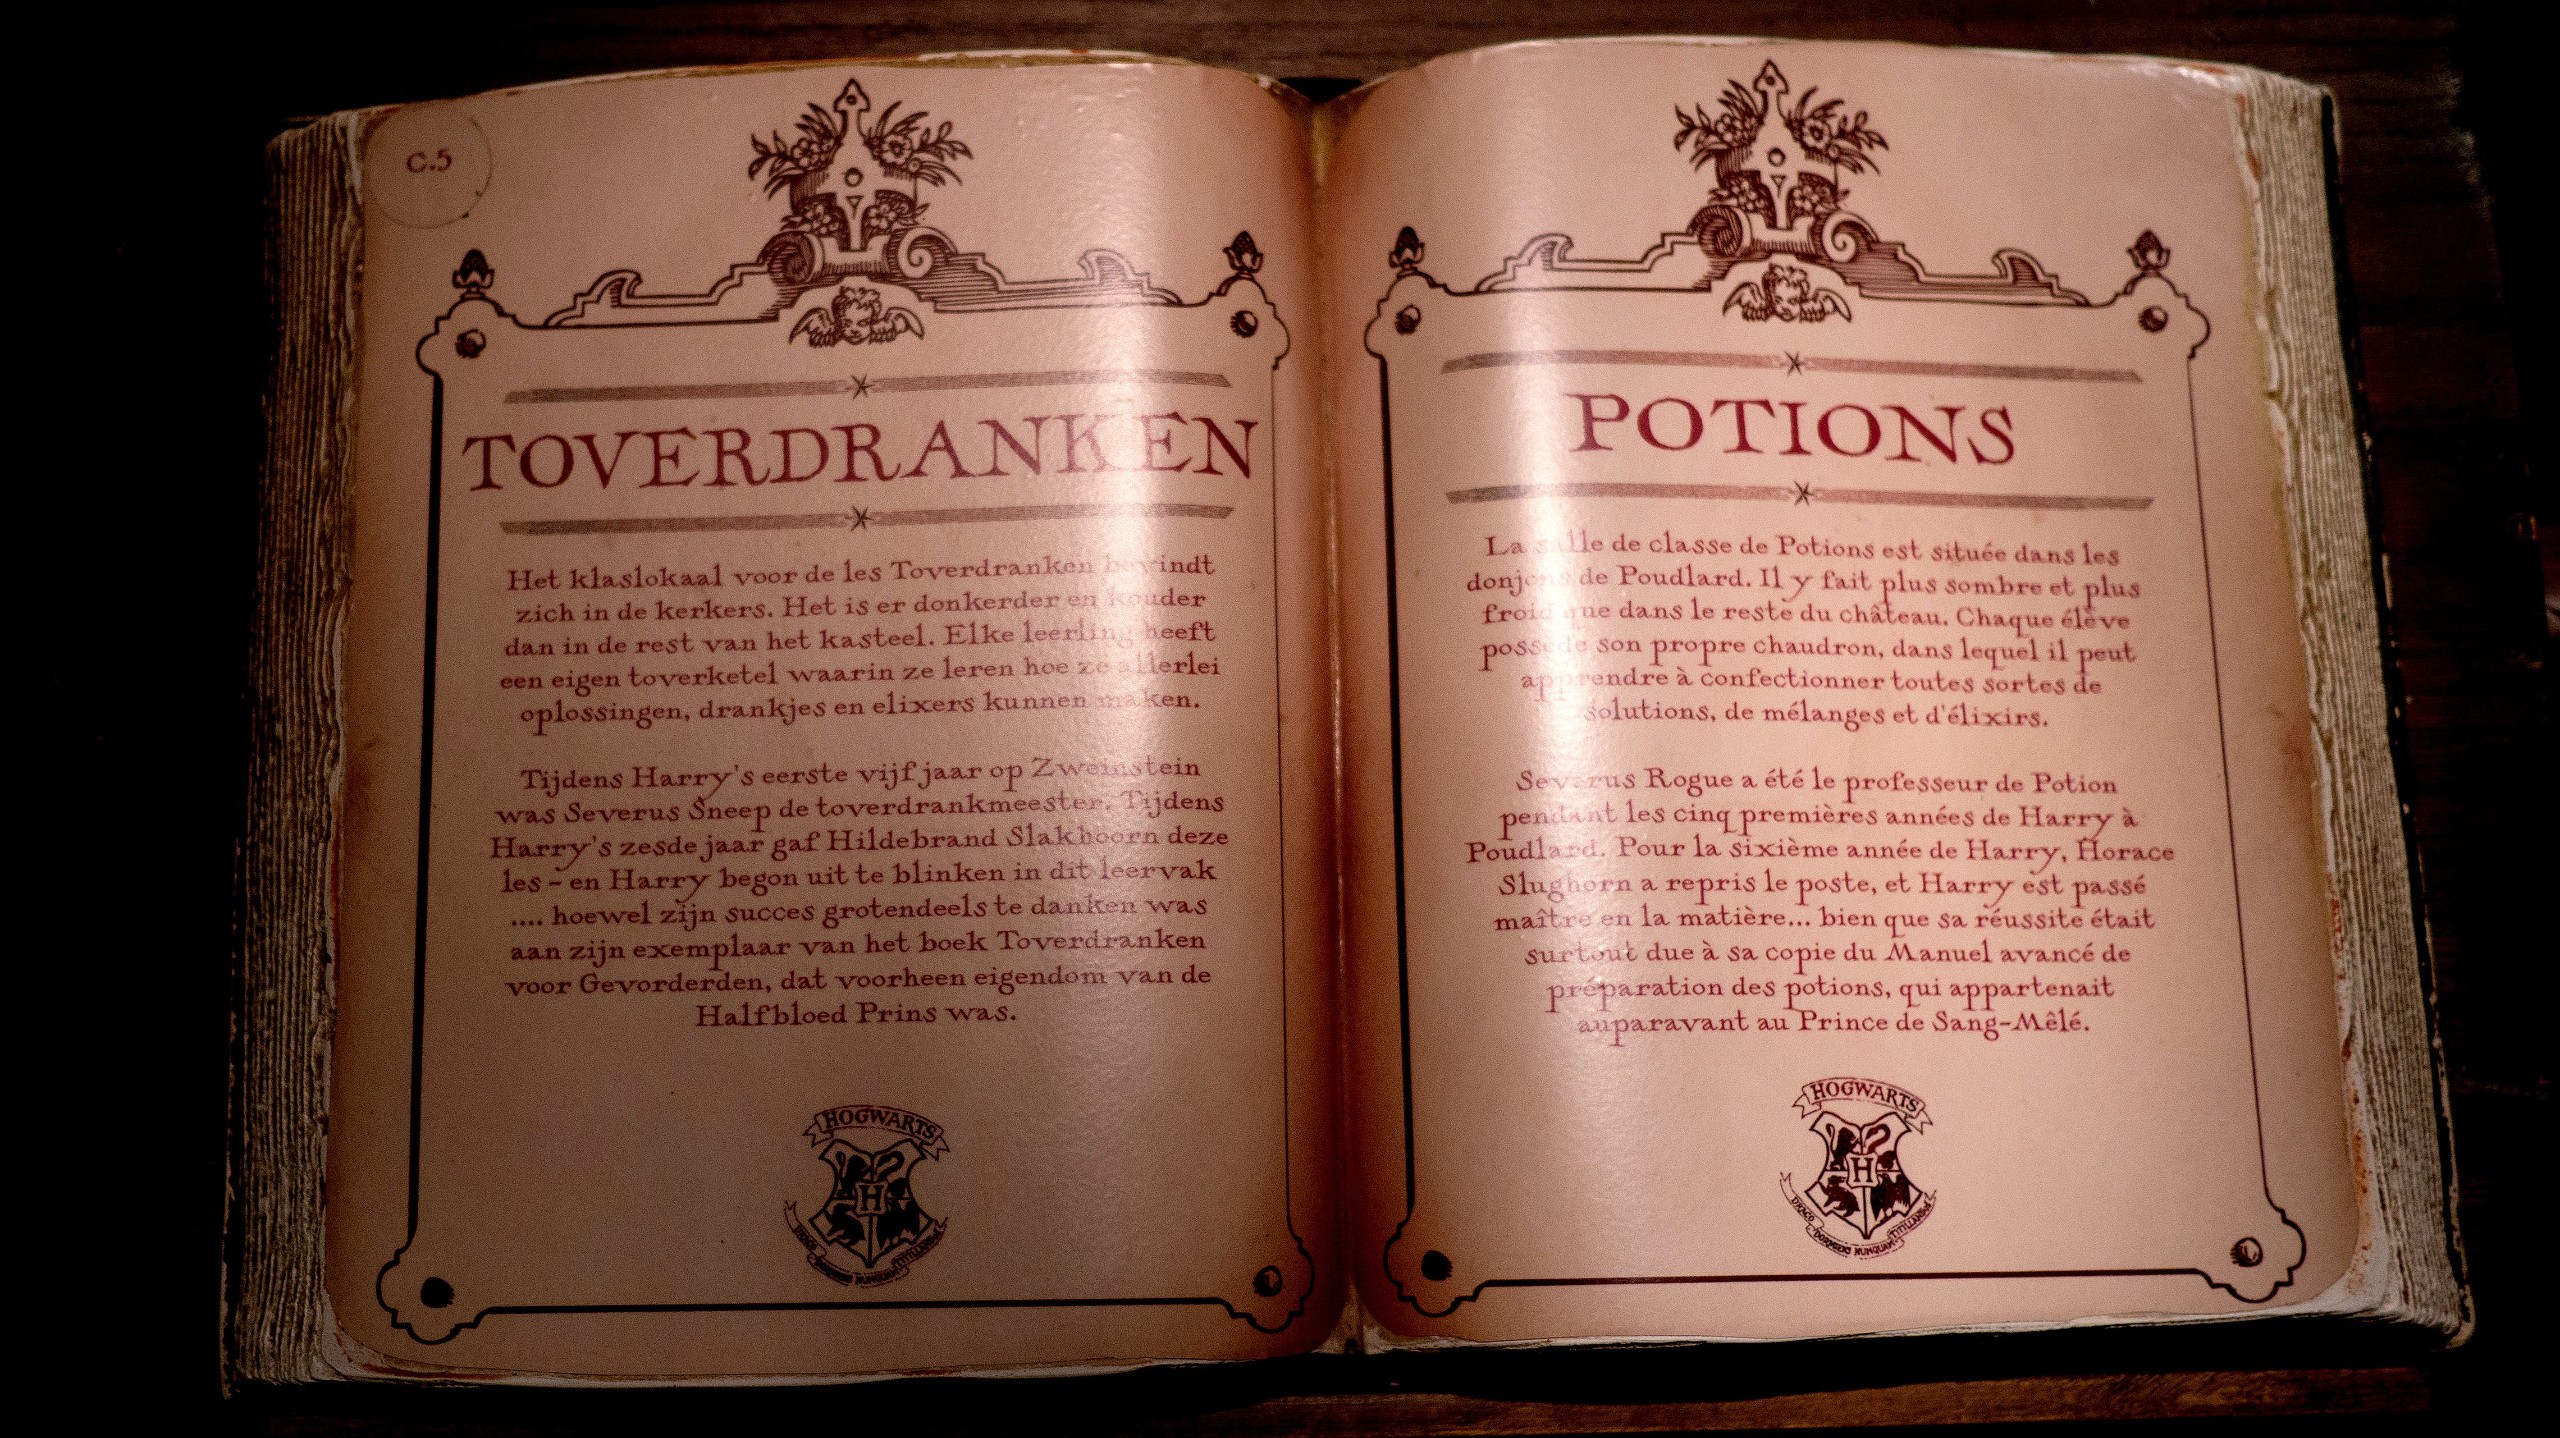 C.5
TOVERDRANKEN
Het klaslokaal voor de les Toverdranken bevindt
zich in de kerkers. Het is er donkerder en kouder
dan in de rest van het kasteel. Elke leerling heeft
een eigen toverketel waarin ze leren hoe ze allerlei
oplossingen, drankjes en elixers kunnen maken.
Tijdens Harry's eerste vijf jaar op Zweinstein
was Severus Sneep de toverdrankmeester. Tijdens
Harry's zesde jaar gaf Hildebrand Slakhoorn deze
les – en Harry begon uit te blinken in dit leervak
.... hoewel zijn succes grotendeels te danken was
aan zijn exemplaar van het boek Toverdranken
voor Gevorderden, dat voorheen eigendom van de
Halfbloed Prins was.
HOGWARTS
H
DRACO DORMIENS NUNQUAM TITILLANDUS
POTIONS
La salle de classe de Potions est située dans les
donjons de Poudlard. Il y fait plus sombre et plus
froid que dans le reste du château. Chaque élève
possède son propre chaudron, dans lequel il peut
apprendre à confectionner toutes sortes de
solutions, de mélanges et d'élixirs.
Severus Rogue a été le professeur de Potion
pendant les cinq premières années de Harry à
Poudlard. Pour la sixième année de Harry, Horace
Slughorn a repris le poste, et Harry est passé
maître en la matière... bien que sa réussite était
surtout due à sa copie du Manuel avancé de
préparation des potions, qui appartenait
auparavant au Prince de Sang-Mêlé.
HOGWARTS
H
DRACO DORMIENS NUNQUAM TITILLANDUS